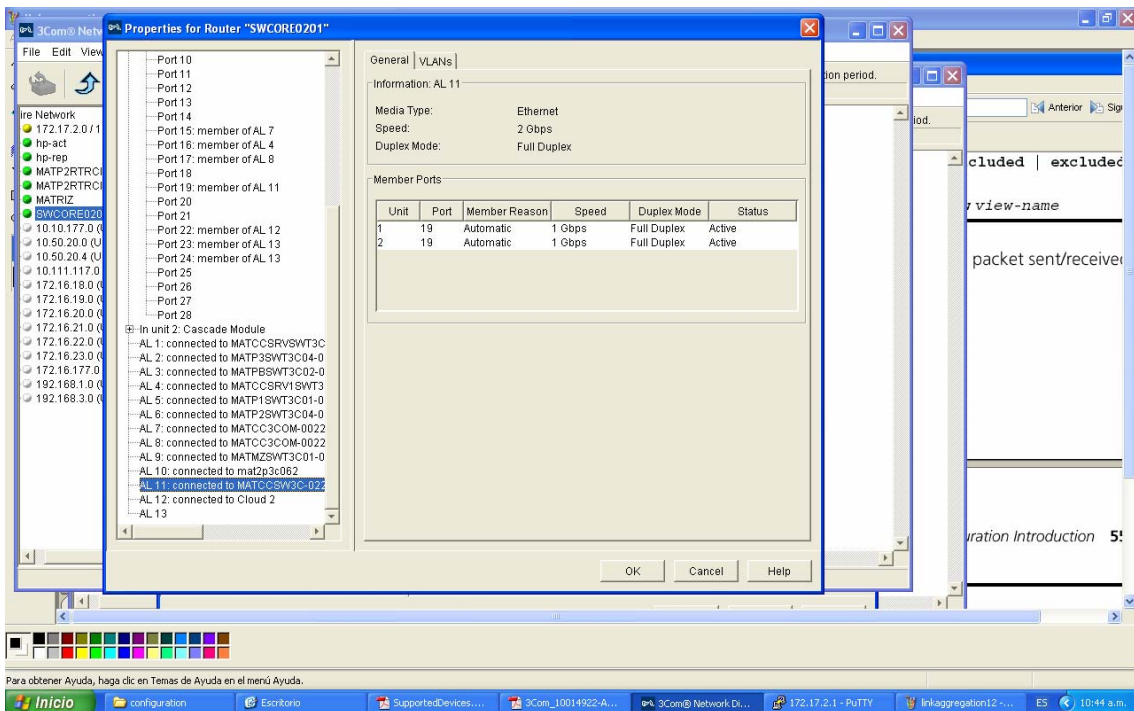 3Com® Netw
File Edit View
ire Network
172.17.2.0 / 1
hp-act
hp-rep
MATP2RTRCI
MATP2RTRCI
MATRIZ
SWCORE020
10.10.177.0 (U
10.50.20.0 (U
10.50.20.4 (U
10.111.117.0
172.16.18.0 (U
172.16.19.0 (U
172.16.20.0 (U
172.16.21.0 (U
172.16.22.0 (U
172.16.23.0 (U
172.16.177.0
192.168.1.0 (U
192.168.3.0 (U
Properties for Router "SWCORE0201"
Port 10
Port 11
Port 12
Port 13
Port 14
Port 15: member of AL 7
Port 16: member of AL 4
Port 17: member of AL 8
Port 18
Port 19: member of AL 11
Port 20
Port 21
Port 22: member of AL 12
Port 23: member of AL 13
Port 24: member of AL 13
Port 25
Port 26
Port 27
Port 28
In unit 2: Cascade Module
AL 1: connected to MATCCSRVSWT3C
AL 2: connected to MATP3SWT3C04-0
AL 3: connected to MATPBSWT3C02-0
AL 4: connected to MATCCSRV1SWT3
AL 5: connected to MATP1SWT3C01-0
AL 6: connected to MATP2SWT3C04-0
AL 7: connected to MATCC3COM-0022
AL 8: connected to MATCC3COM-0022
AL 9: connected to MATMZSWT3C01-0
AL 10: connected to mat2p3c062
AL 11: connected to MATCCSW3C-022
AL 12: connected to Cloud 2
AL 13
General VLANs
Information: AL 11
Media Type: Ethernet
Speed: 2 Gbps
Duplex Mode: Full Duplex
Member Ports
Unit Port Member Reason Speed Duplex Mode Status
1 19 Automatic 1 Gbps Full Duplex Active
2 19 Automatic 1 Gbps Full Duplex Active
OK Cancel Help
ion period.
iod.
Anterior Sig
cluded | excluded
view-name
packet sent/received
uration Introduction 55
Para obtener Ayuda, haga clic en Temas de Ayuda en el menú Ayuda.
Inicio configuration Escritorio SupportedDevices.... 3Com_10014922-A... 3Com® Network Di... 172.17.2.1 - PuTTY linkaggregation12 -... ES 10:44 a.m.